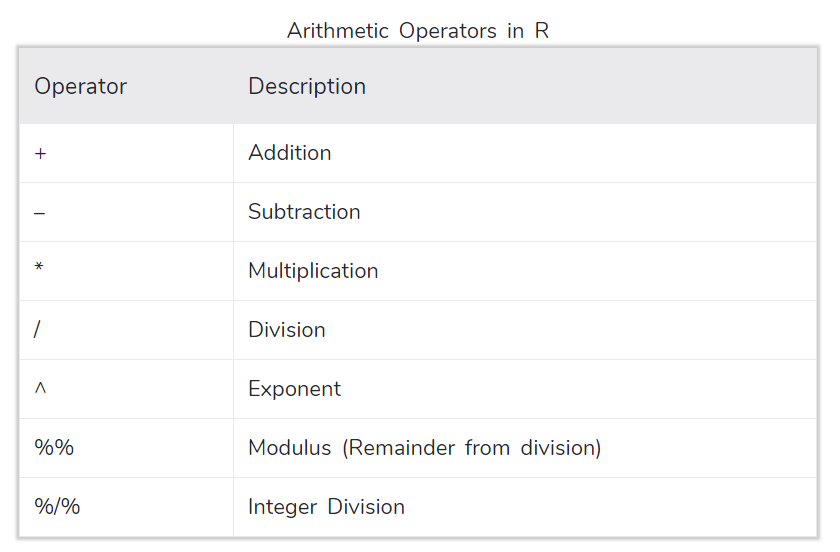 Arithmetic Operators in R
Operator Description
+ Addition
– Subtraction
* Multiplication
/ Division
^ Exponent
%% Modulus (Remainder from division)
%/% Integer Division